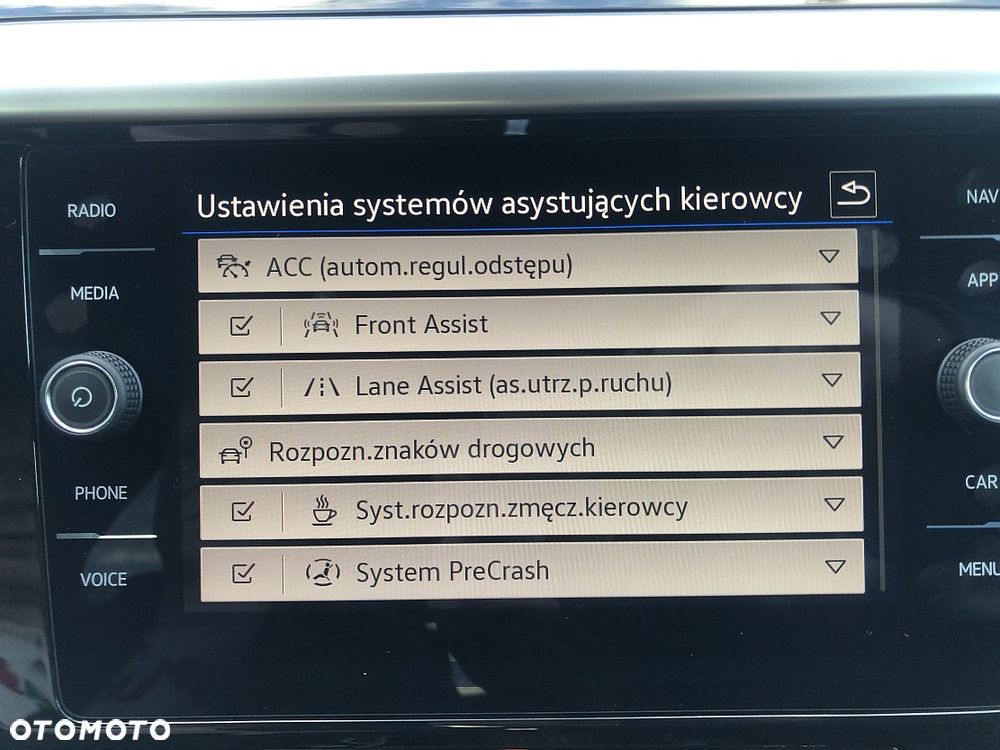 Ustawienia systemów asystujących kierowcy
RADIO
MEDIA
PHONE
VOICE
ACC (autom.regul.odstępu)
Front Assist
Lane Assist (as.utrz.p.ruchu)
Rozpozn.znaków drogowych
Syst.rozpozn.zmęcz.kierowcy
System PreCrash
NAV
APP
CAR
MENU
OTOMOTO